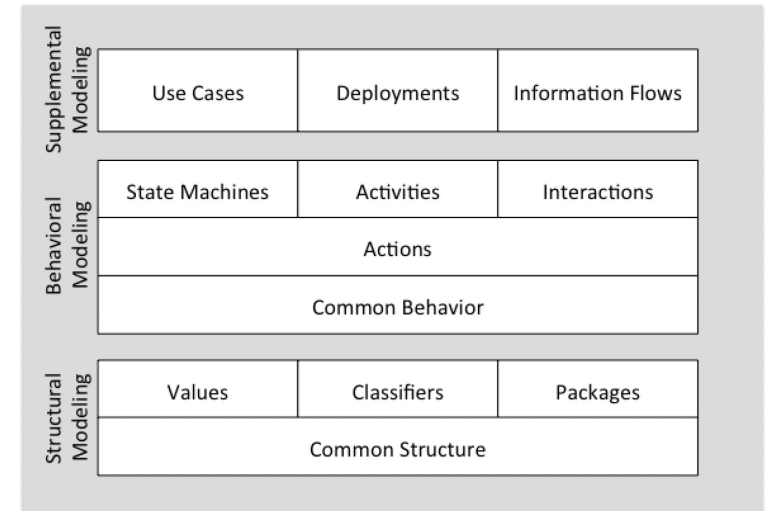 Supplemental
Modeling
Use Cases
Deployments
Information Flows
Behavioral
Modeling
State Machines
Activities
Interactions
Actions
Common Behavior
Structural
Modeling
Values
Classifiers
Packages
Common Structure